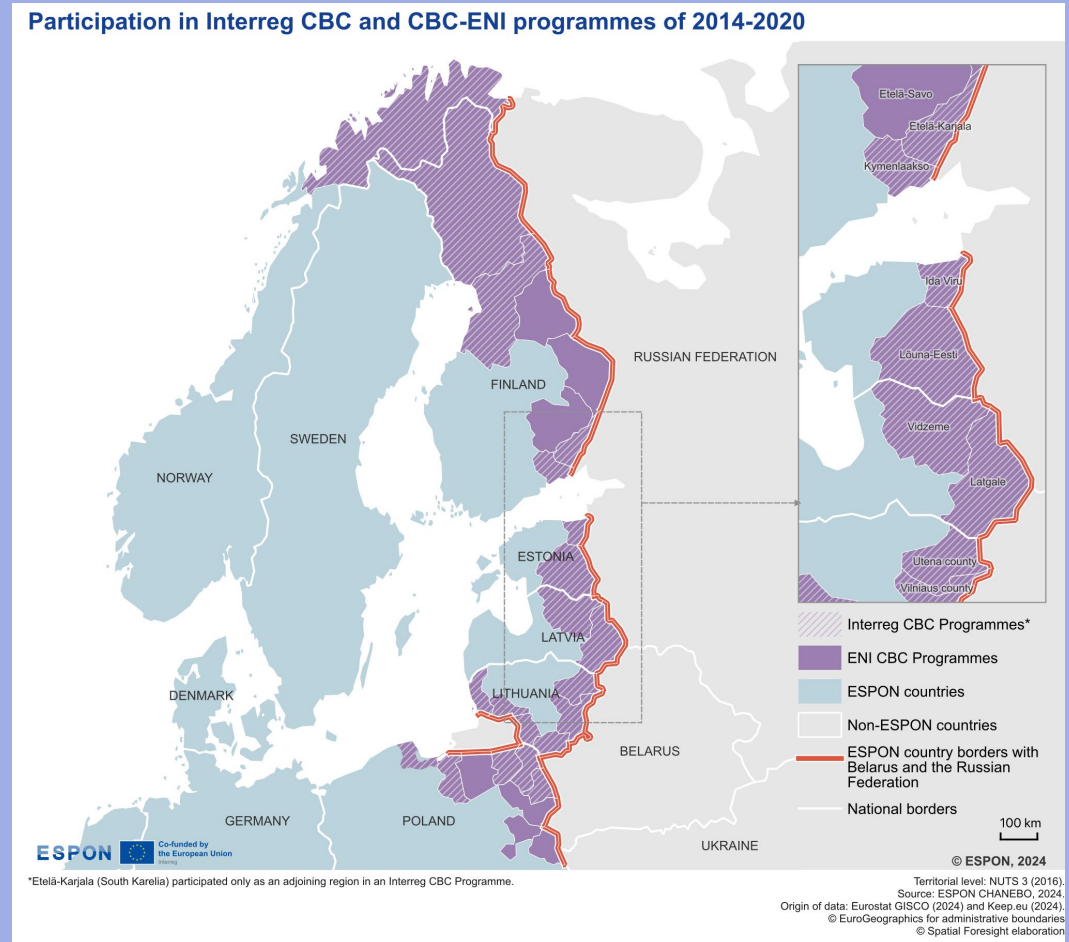 Participation in Interreg CBC and CBC-ENI programmes of 2014-2020
Etelä-Savo
Etelä-Karjala
Kymenlaakso
Ida Viru
Lõuna-Eesti
Vidzeme
Latgale
Utena county
Vilniaus county
RUSSIAN FEDERATION
FINLAND
SWEDEN
NORWAY
ESTONIA
LATVIA
LITHUANIA
DENMARK
BELARUS
GERMANY
POLAND
UKRAINE
Interreg CBC Programmes*
ENI CBC Programmes
ESPON countries
Non-ESPON countries
ESPON country borders with
Belarus and the Russian
Federation
National borders
100 km
ESPON
Co-funded by
the European Union
Interreg
© ESPON, 2024
*Etelä-Karjala (South Karelia) participated only as an adjoining region in an Interreg CBC Programme.
Territorial level: NUTS 3 (2016).
Source: ESPON CHANEBO, 2024.
Origin of data: Eurostat GISCO (2024) and Keep.eu (2024).
© EuroGeographics for administrative boundaries
© Spatial Foresight elaboration